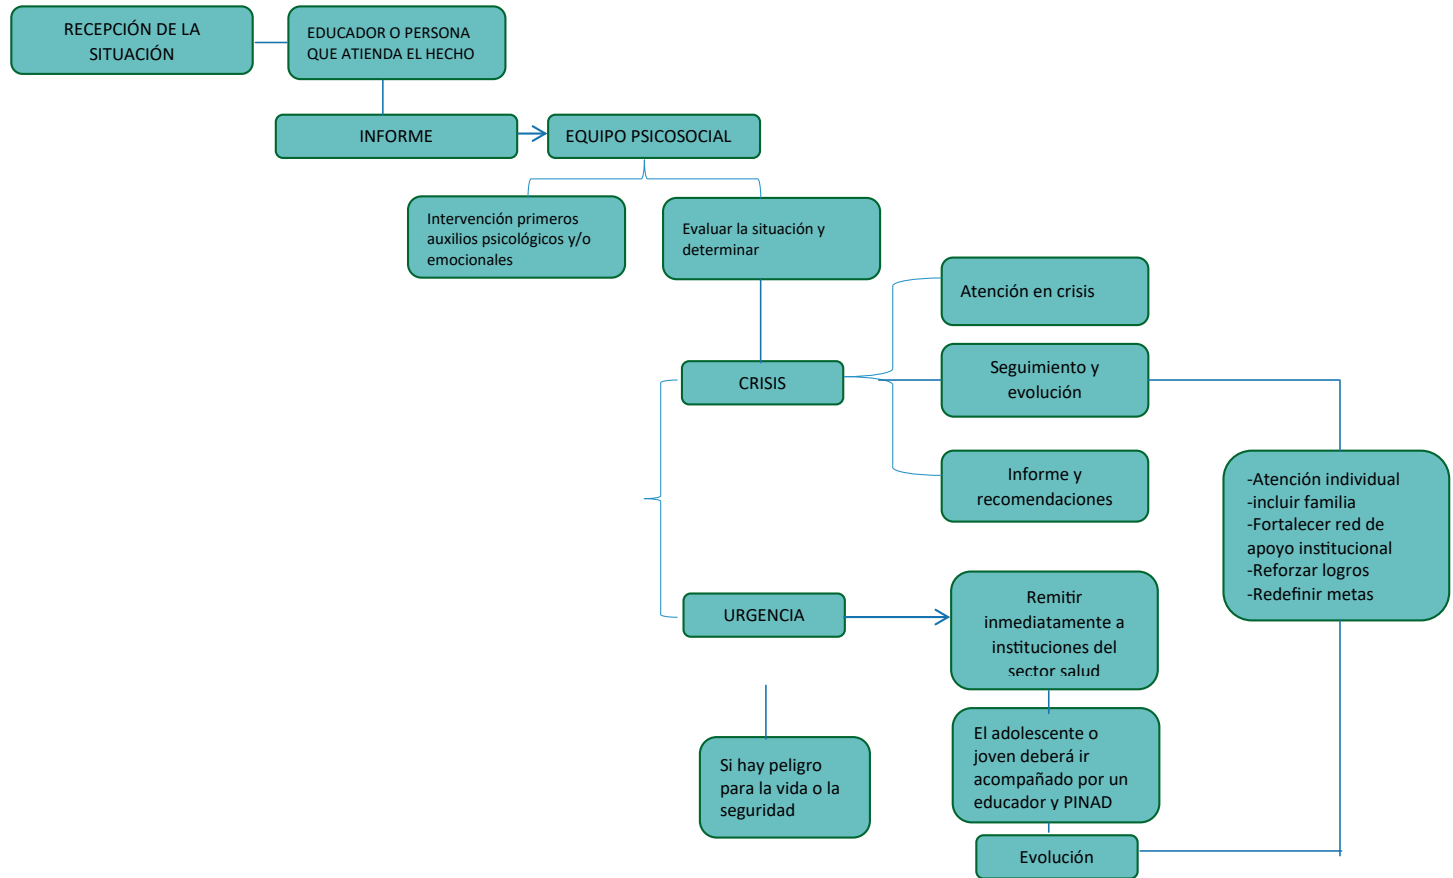 RECEPCIÓN DE LA
SITUACIÓN
EDUCADOR O PERSONA
QUE ATIENDA EL HECHO
INFORME
EQUIPO PSICOSOCIAL
Intervención primeros
auxilios psicológicos y/o
emocionales
Evaluar la situación y
determinar
Atención en crisis
CRISIS
Seguimiento y
evolución
Informe y
recomendaciones
-Atención individual
-incluir familia
-Fortalecer red de
apoyo institucional
-Reforzar logros
-Redefinir metas
URGENCIA
Remitir
inmediatamente a
instituciones del
sector salud
Si hay peligro
para la vida o la
seguridad
El adolescente o
joven deberá ir
acompañado por un
educador y PINAD
Evolución